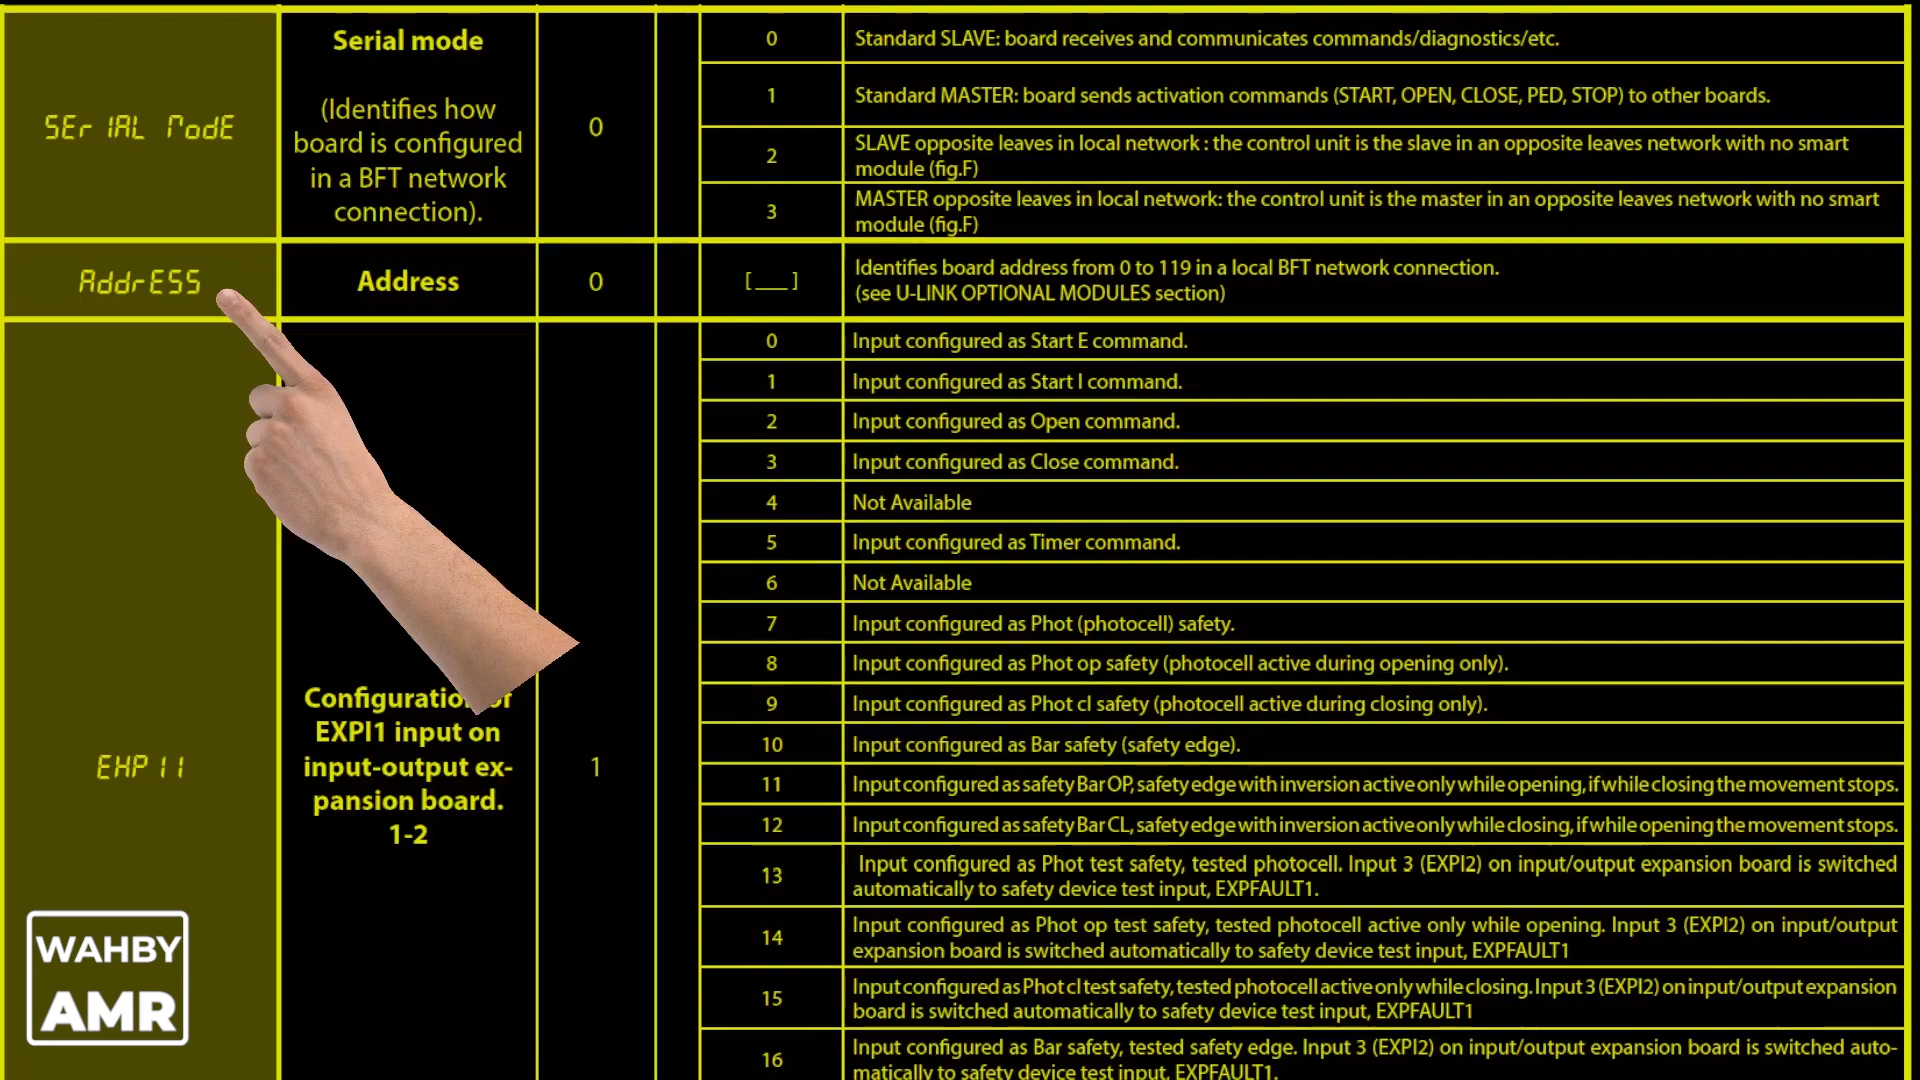 SEr IAL ModE
Serial mode
(Identifies how
board is configured
in a BFT network
connection).
0
0
Standard SLAVE: board receives and communicates commands/diagnostics/etc.
1
Standard MASTER: board sends activation commands (START, OPEN, CLOSE, PED, STOP) to other boards.
2
SLAVE opposite leaves in local network : the control unit is the slave in an opposite leaves network with no smart
module (fig.F)
3
MASTER opposite leaves in local network: the control unit is the master in an opposite leaves network with no smart
module (fig.F)
AddrESS
Address
0
[ ___ ]
Identifies board address from 0 to 119 in a local BFT network connection.
(see U-LINK OPTIONAL MODULES section)
EHP I1
Configuration of
EXPI1 input on
input-output ex-
pansion board.
1-2
1
0
Input configured as Start E command.
1
Input configured as Start I command.
2
Input configured as Open command.
3
Input configured as Close command.
4
Not Available
5
Input configured as Timer command.
6
Not Available
7
Input configured as Phot (photocell) safety.
8
Input configured as Phot op safety (photocell active during opening only).
9
Input configured as Phot cl safety (photocell active during closing only).
10
Input configured as Bar safety (safety edge).
11
Input configured as safety Bar OP, safety edge with inversion active only while opening, if while closing the movement stops.
12
Input configured as safety Bar CL, safety edge with inversion active only while closing, if while opening the movement stops.
13
Input configured as Phot test safety, tested photocell. Input 3 (EXPI2) on input/output expansion board is switched
automatically to safety device test input, EXPFAULT1.
14
Input configured as Phot op test safety, tested photocell active only while opening. Input 3 (EXPI2) on input/output
expansion board is switched automatically to safety device test input, EXPFAULT1
15
Input configured as Phot cl test safety, tested photocell active only while closing. Input 3 (EXPI2) on input/output expansion
board is switched automatically to safety device test input, EXPFAULT1
16
Input configured as Bar safety, tested safety edge. Input 3 (EXPI2) on input/output expansion board is switched auto-
matically to safety device test input, EXPFAULT1.
WAHBY
AMR